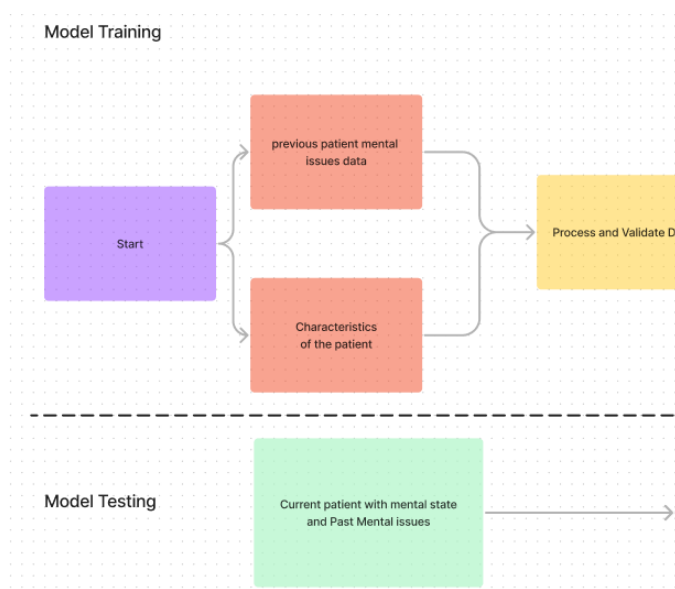 Model Training
previous patient mental
issues data
Start
Process and Validate D
Characteristics
of the patient
Model Testing
Current patient with mental state
and Past Mental issues